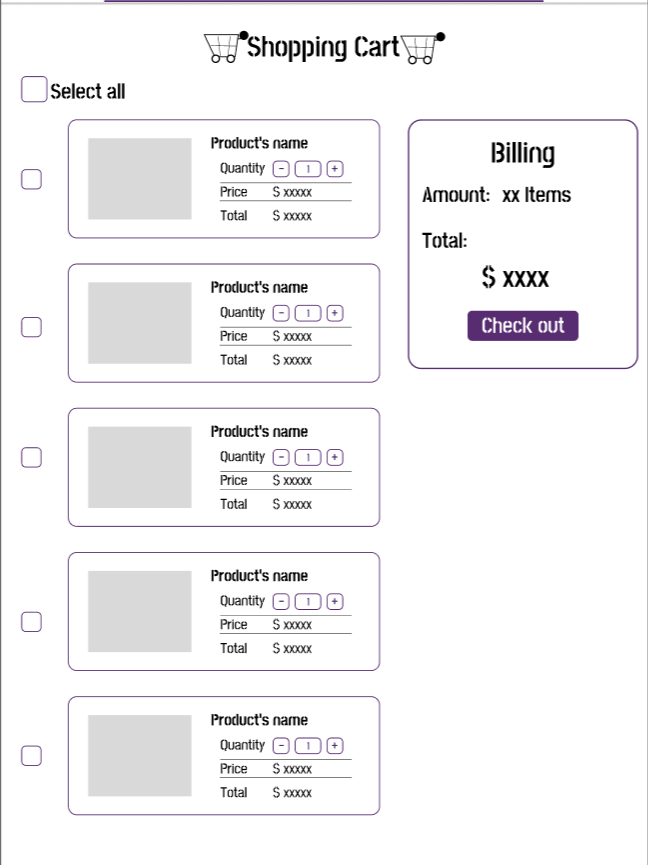 Shopping Cart
Select all
Product's name
Quantity - 1 +
Price $ xxxxx
Total $ xxxxx
Product's name
Quantity - 1 +
Price $ xxxxx
Total $ xxxxx
Product's name
Quantity - 1 +
Price $ xxxxx
Total $ xxxxx
Product's name
Quantity - 1 +
Price $ xxxxx
Total $ xxxxx
Product's name
Quantity - 1 +
Price $ xxxxx
Total $ xxxxx
Billing
Amount: xx Items
Total:
$ xxxx
Check out